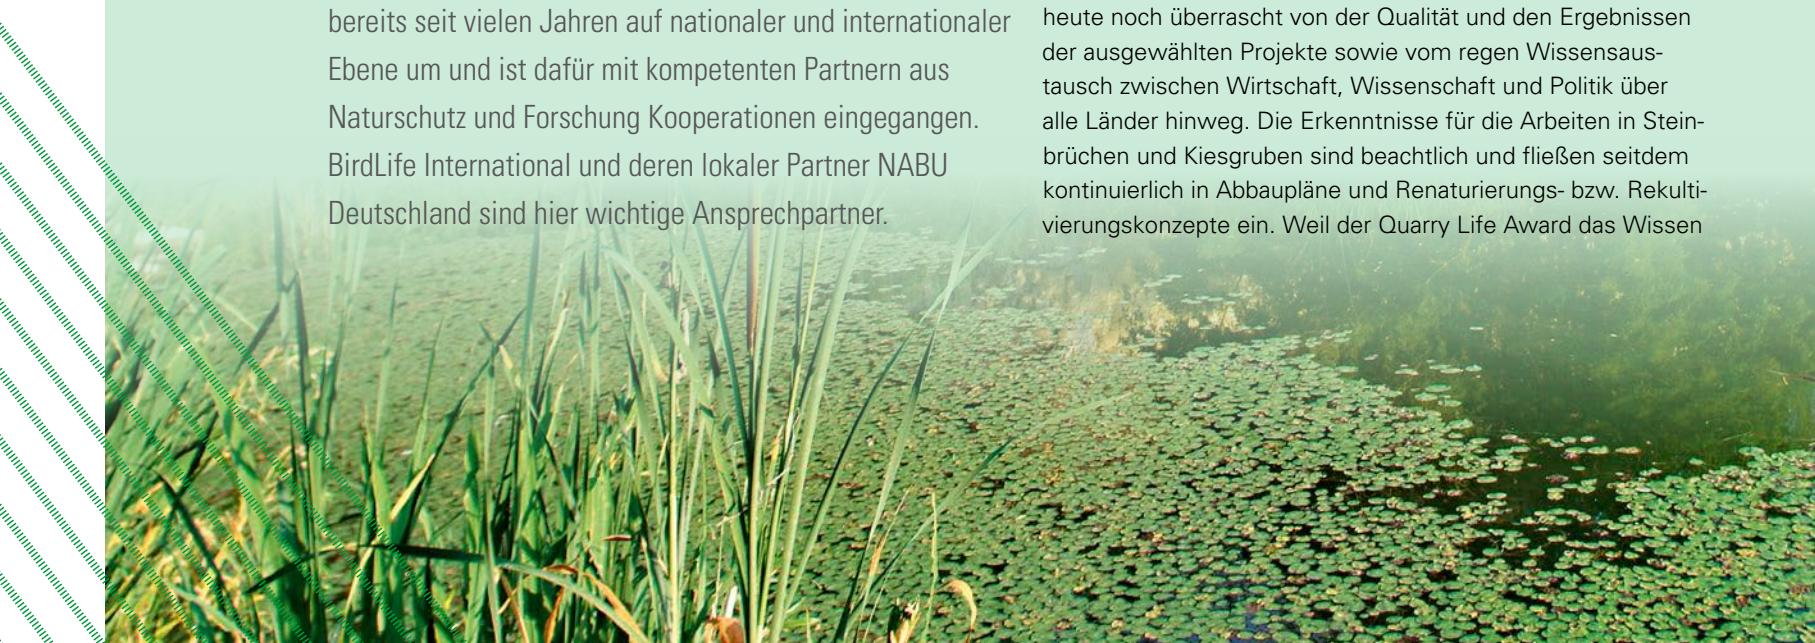 bereits seit vielen Jahren auf nationaler und internationaler
Ebene um und ist dafür mit kompetenten Partnern aus
Naturschutz und Forschung Kooperationen eingegangen.
BirdLife International und deren lokaler Partner NABU
Deutschland sind hier wichtige Ansprechpartner.
heute noch überrascht von der Qualität und den Ergebnissen
der ausgewählten Projekte sowie vom regen Wissensaus-
tausch zwischen Wirtschaft, Wissenschaft und Politik über
alle Länder hinweg. Die Erkenntnisse für die Arbeiten in Stein-
brüchen und Kiesgruben sind beachtlich und fließen seitdem
kontinuierlich in Abbaupläne und Renaturierungs- bzw. Rekulti-
vierungskonzepte ein. Weil der Quarry Life Award das Wissen